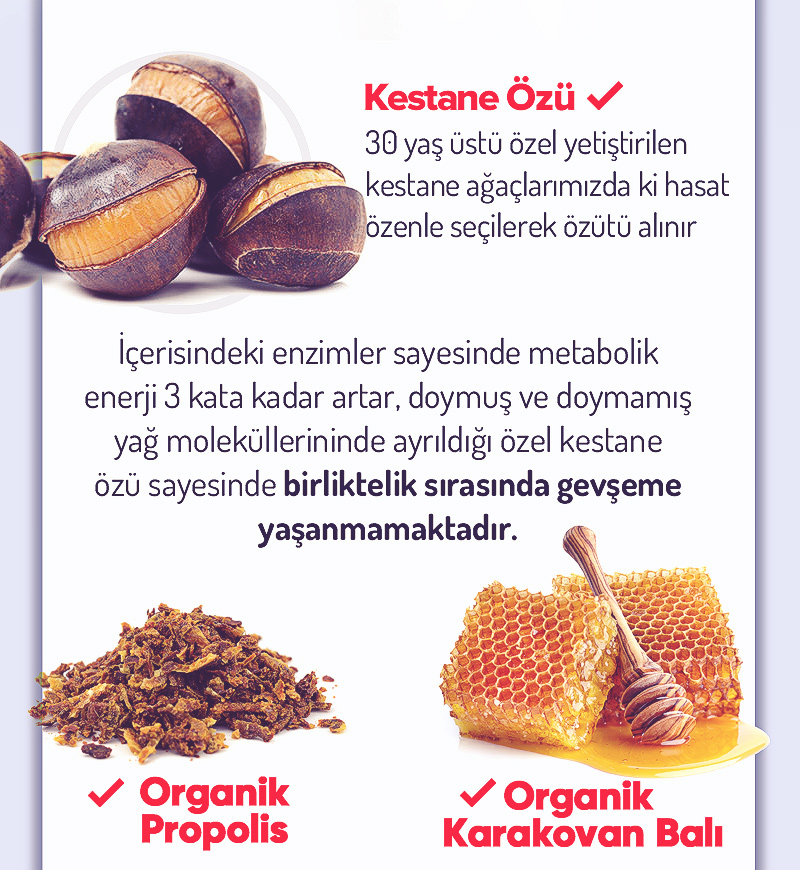 Kestane Özü
30 yaş üstü özel yetiştirilen
kestane ağaçlarımızda ki hasat
özenle seçilerek özütü alınır
İçerisindeki enzimler sayesinde metabolik
enerji 3 kata kadar artar, doymuş ve doymamış
yağ moleküllerininde ayrıldığı özel kestane
özü sayesinde birliktelik sırasında gevşeme
yaşanmamaktadır.
Organik
Propolis
Organik
Karakovan Balı